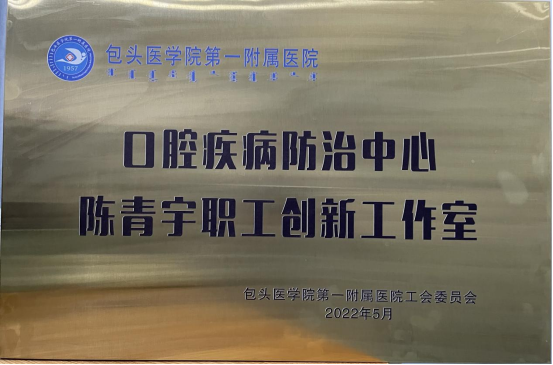 包头医学院第一附属医院
1957
口腔疾病防治中心
陈青宇职工创新工作室
包头医学院第一附属医院工会委员会
2022年5月